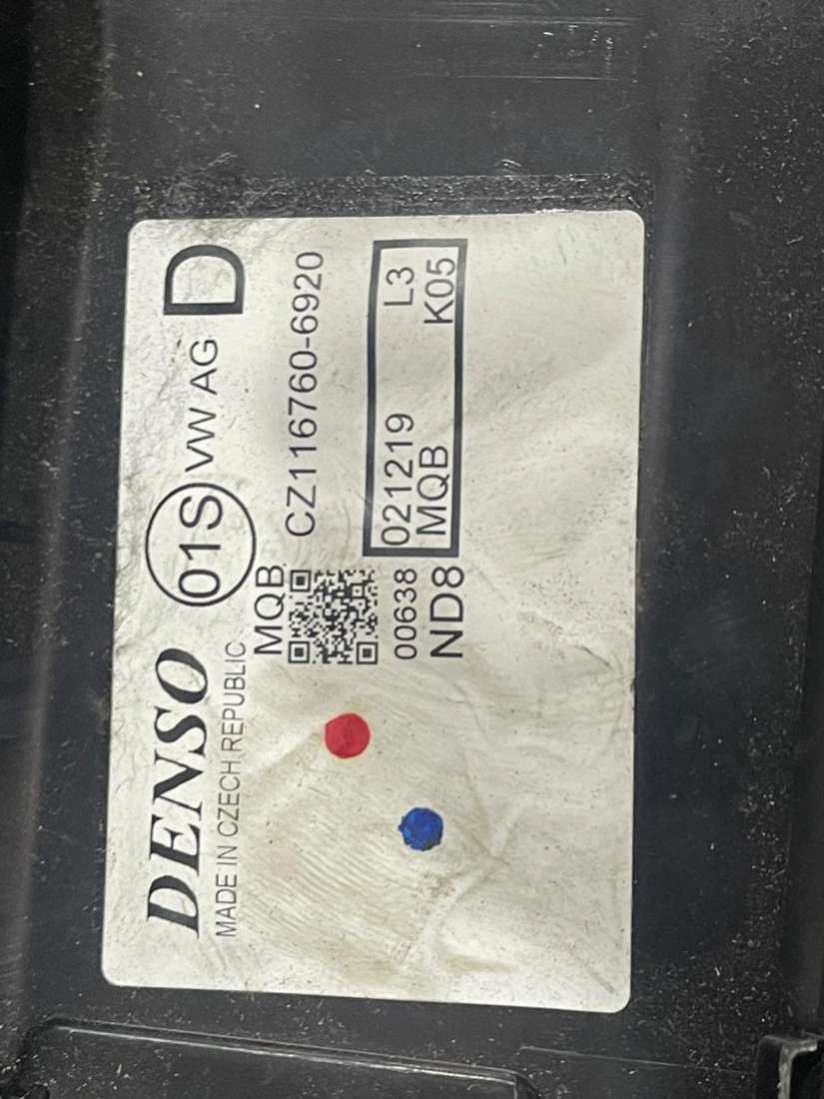 DENSO 01S VW AG D
MADE IN CZECH REPUBLIC
MQB
CZ116760-6920
00638 021219 L3
ND8 MQB K05